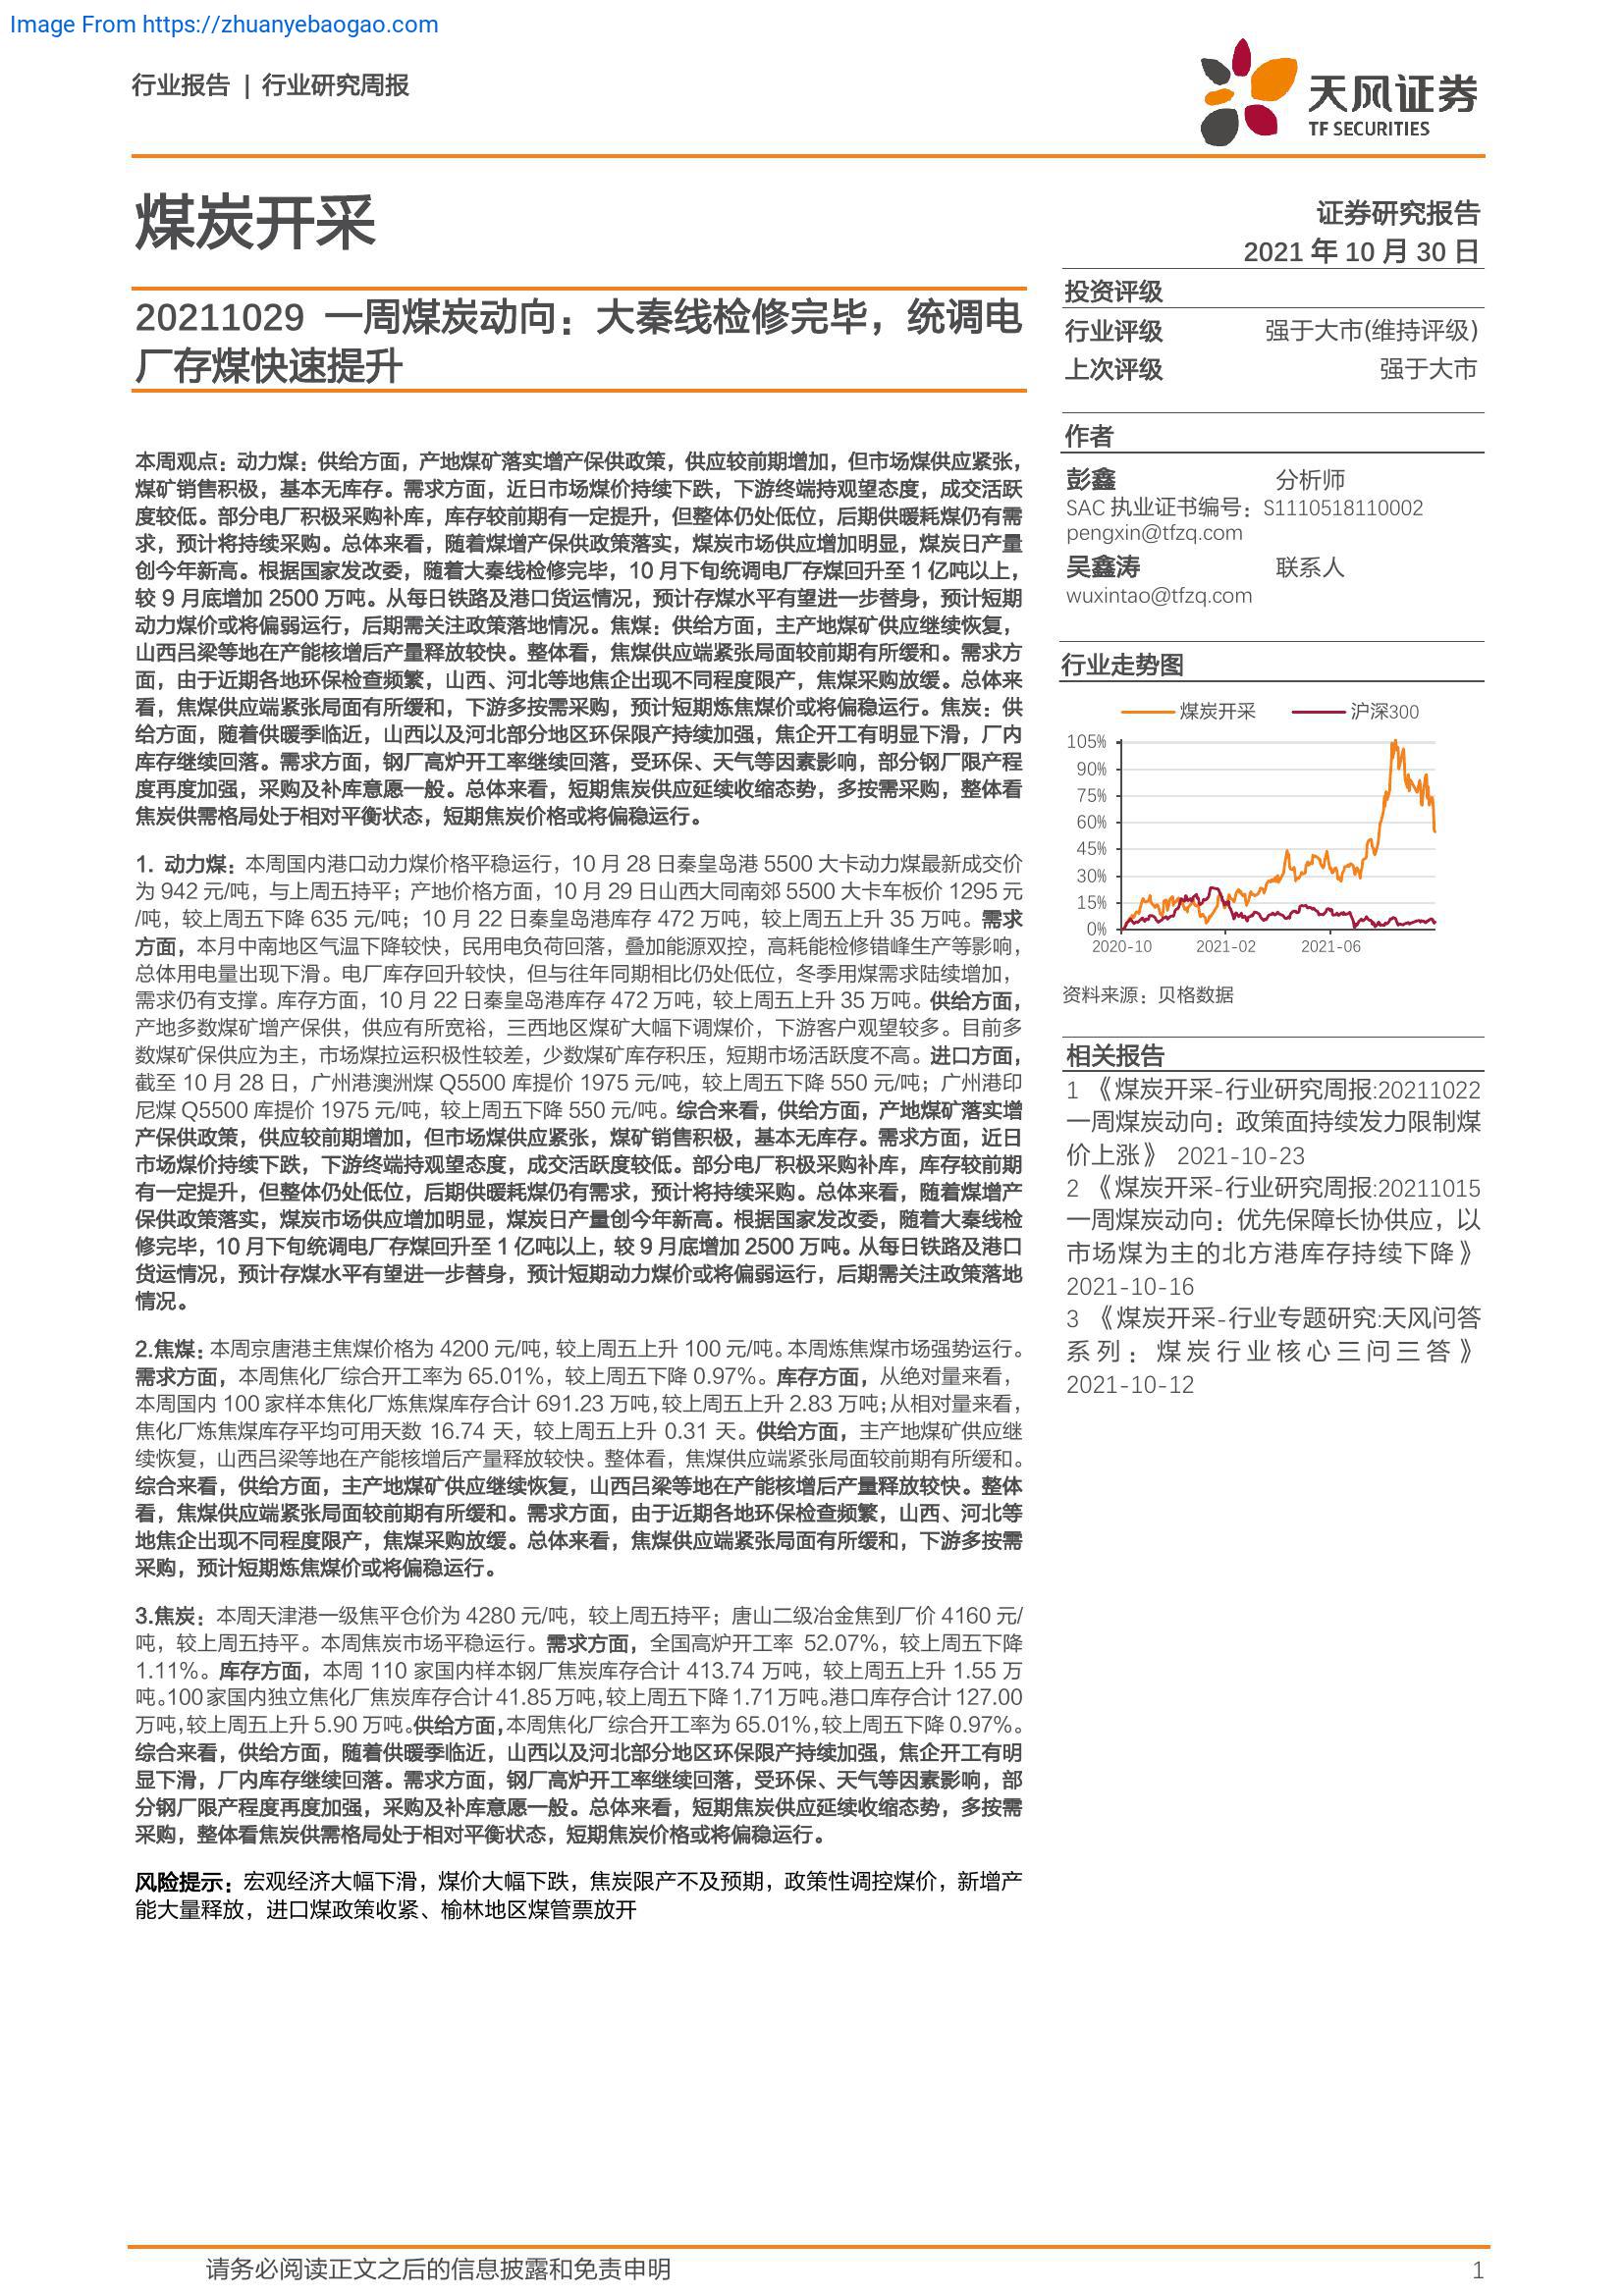 Image From https://zhuanyebaogao.com
行业报告 | 行业研究周报
天风证券
TF SECURITIES
煤炭开采
证券研究报告
2021 年 10 月 30 日
20211029 一周煤炭动向：大秦线检修完毕，统调电
厂存煤快速提升
本周观点：动力煤：供给方面，产地煤矿落实增产保供政策，供应较前期增加，但市场煤供应紧张，
煤矿销售积极，基本无库存。需求方面，近日市场煤价持续下跌，下游终端持观望态度，成交活跃
度较低。部分电厂积极采购补库，库存较前期有一定提升，但整体仍处低位，后期供暖耗煤仍有需
求，预计将持续采购。总体来看，随着煤增产保供政策落实，煤炭市场供应增加明显，煤炭日产量
创今年新高。根据国家发改委，随着大秦线检修完毕，10 月下旬统调电厂存煤回升至 1 亿吨以上，
较 9 月底增加 2500 万吨。从每日铁路及港口货运情况，预计存煤水平有望进一步替身，预计短期
动力煤价或将偏弱运行，后期需关注政策落地情况。焦煤：供给方面，主产地煤矿供应继续恢复，
山西吕梁等地在产能核增后产量释放较快。整体看，焦煤供应端紧张局面较前期有所缓和。需求方
面，由于近期各地环保检查频繁，山西、河北等地焦企出现不同程度限产，焦煤采购放缓。总体来
看，焦煤供应端紧张局面有所缓和，下游多按需采购，预计短期炼焦煤价或将偏稳运行。焦炭：供
给方面，随着供暖季临近，山西以及河北部分地区环保限产持续加强，焦企开工有明显下滑，厂内
库存继续回落。需求方面，钢厂高炉开工率继续回落，受环保、天气等因素影响，部分钢厂限产程
度再度加强，采购及补库意愿一般。总体来看，短期焦炭供应延续收缩态势，多按需采购，整体看
焦炭供需格局处于相对平衡状态，短期焦炭价格或将偏稳运行。
1. 动力煤：本周国内港口动力煤价格平稳运行，10 月 28 日秦皇岛港 5500 大卡动力煤最新成交价
为 942 元/吨，与上周五持平；产地价格方面，10 月 29 日山西大同南郊 5500 大卡车板价 1295 元
/吨，较上周五下降 635 元/吨；10 月 22 日秦皇岛港库存 472 万吨，较上周五上升 35 万吨。需求
方面，本月中南地区气温下降较快，民用电负荷回落，叠加能源双控，高耗能检修错峰生产等影响，
总体用电量出现下滑。电厂库存回升较快，但与往年同期相比仍处低位，冬季用煤需求陆续增加，
需求仍有支撑。库存方面，10 月 22 日秦皇岛港库存 472 万吨，较上周五上升 35 万吨。供给方面，
产地多数煤矿增产保供，供应有所宽裕，三西地区煤矿大幅下调煤价，下游客户观望较多。目前多
数煤矿保供应为主，市场煤拉运积极性较差，少数煤矿库存积压，短期市场活跃度不高。进口方面，
截至 10 月 28 日，广州港澳洲煤 Q5500 库提价 1975 元/吨，较上周五下降 550 元/吨；广州港印
尼煤 Q5500 库提价 1975 元/吨，较上周五下降 550 元/吨。综合来看，供给方面，产地煤矿落实增
产保供政策，供应较前期增加，但市场煤供应紧张，煤矿销售积极，基本无库存。需求方面，近日
市场煤价持续下跌，下游终端持观望态度，成交活跃度较低。部分电厂积极采购补库，库存较前期
有一定提升，但整体仍处低位，后期供暖耗煤仍有需求，预计将持续采购。总体来看，随着煤增产
保供政策落实，煤炭市场供应增加明显，煤炭日产量创今年新高。根据国家发改委，随着大秦线检
修完毕，10 月下旬统调电厂存煤回升至 1 亿吨以上，较 9 月底增加 2500 万吨。从每日铁路及港口
货运情况，预计存煤水平有望进一步替身，预计短期动力煤价或将偏弱运行，后期需关注政策落地
情况。
2.焦煤：本周京唐港主焦煤价格为 4200 元/吨，较上周五上升 100 元/吨。本周炼焦煤市场强势运行。
需求方面，本周焦化厂综合开工率为 65.01%，较上周五下降 0.97%。库存方面，从绝对量来看，
本周国内 100 家样本焦化厂炼焦煤库存合计 691.23 万吨，较上周五上升 2.83 万吨；从相对量来看，
焦化厂炼焦煤库存平均可用天数 16.74 天，较上周五上升 0.31 天。供给方面，主产地煤矿供应继
续恢复，山西吕梁等地在产能核增后产量释放较快。整体看，焦煤供应端紧张局面较前期有所缓和。
综合来看，供给方面，主产地煤矿供应继续恢复，山西吕梁等地在产能核增后产量释放较快。整体
看，焦煤供应端紧张局面较前期有所缓和。需求方面，由于近期各地环保检查频繁，山西、河北等
地焦企出现不同程度限产，焦煤采购放缓。总体来看，焦煤供应端紧张局面有所缓和，下游多按需
采购，预计短期炼焦煤价或将偏稳运行。
3.焦炭：本周天津港一级焦平仓价为 4280 元/吨，较上周五持平；唐山二级冶金焦到厂价 4160 元/
吨，较上周五持平。本周焦炭市场平稳运行。需求方面，全国高炉开工率 52.07%，较上周五下降
1.11%。库存方面，本周 110 家国内样本钢厂焦炭库存合计 413.74 万吨，较上周五上升 1.55 万
吨。100 家国内独立焦化厂焦炭库存合计 41.85 万吨，较上周五下降 1.71 万吨。港口库存合计 127.00
万吨，较上周五上升 5.90 万吨。供给方面，本周焦化厂综合开工率为 65.01%，较上周五下降 0.97%。
综合来看，供给方面，随着供暖季临近，山西以及河北部分地区环保限产持续加强，焦企开工有明
显下滑，厂内库存继续回落。需求方面，钢厂高炉开工率继续回落，受环保、天气等因素影响，部
分钢厂限产程度再度加强，采购及补库意愿一般。总体来看，短期焦炭供应延续收缩态势，多按需
采购，整体看焦炭供需格局处于相对平衡状态，短期焦炭价格或将偏稳运行。
风险提示：宏观经济大幅下滑，煤价大幅下跌，焦炭限产不及预期，政策性调控煤价，新增产
能大量释放，进口煤政策收紧、榆林地区煤管票放开
投资评级
行业评级 强于大市(维持评级)
上次评级 强于大市
作者
彭鑫 分析师
SAC 执业证书编号：S1110518110002
pengxin@tfzq.com
吴鑫涛 联系人
wuxintao@tfzq.com
行业走势图
煤炭开采 沪深300
105%
90%
75%
60%
45%
30%
15%
0%
2020-10 2021-02 2021-06
资料来源：贝格数据
相关报告
1 《煤炭开采-行业研究周报:20211022
一周煤炭动向：政策面持续发力限制煤
价上涨》 2021-10-23
2 《煤炭开采-行业研究周报:20211015
一周煤炭动向：优先保障长协供应，以
市场煤为主的北方港库存持续下降》
2021-10-16
3 《煤炭开采-行业专题研究:天风问答
系列：煤炭行业核心三问三答》
2021-10-12
请务必阅读正文之后的信息披露和免责申明 1